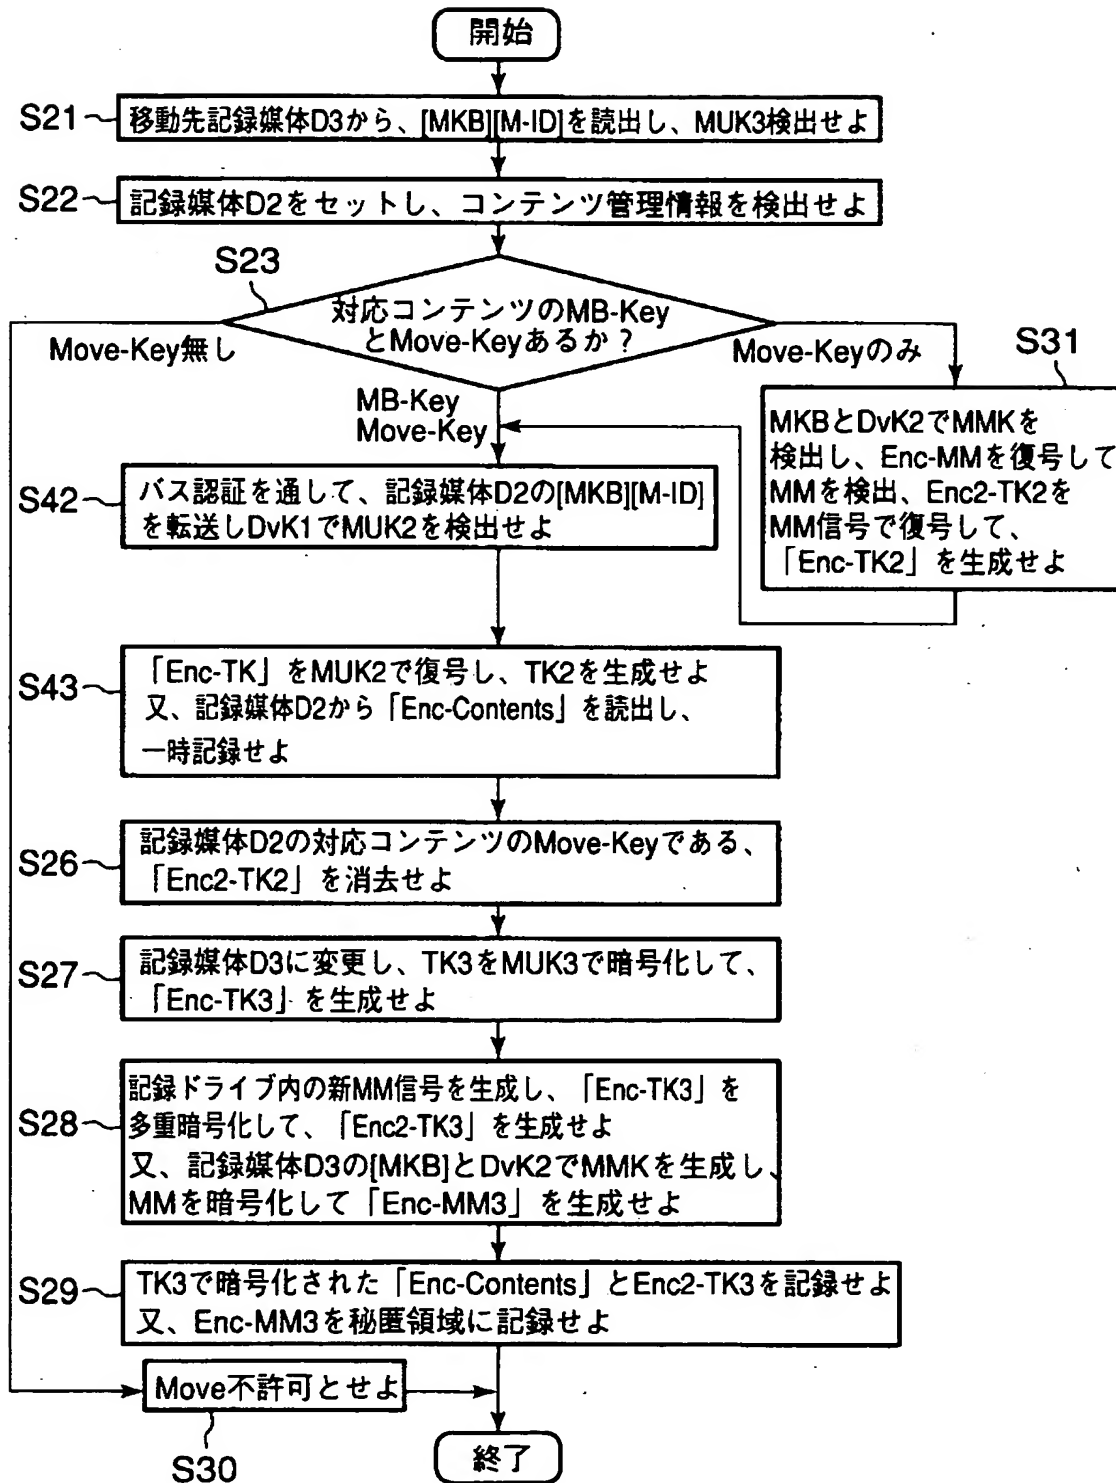 開始
S21
移動先記録媒体D3から、[MKB][M-ID]を読出し、MUK3検出せよ
S22
記録媒体D2をセットし、コンテンツ管理情報を検出せよ
S23
対応コンテンツのMB-Key
とMove-Keyあるか？
Move-Key無し
Move-Keyのみ
MB-Key
Move-Key
S31
MKBとDvK2でMMKを
検出し、Enc-MMを復号して
MMを検出、Enc2-TK2を
MM信号で復号して、
「Enc-TK2」を生成せよ
S42
バス認証を通して、記録媒体D2の[MKB][M-ID]
を転送しDvK1でMUK2を検出せよ
S43
「Enc-TK」をMUK2で復号し、TK2を生成せよ
又、記録媒体D2から「Enc-Contents」を読出し、
一時記録せよ
S26
記録媒体D2の対応コンテンツのMove-Keyである、
「Enc2-TK2」を消去せよ
S27
記録媒体D3に変更し、TK3をMUK3で暗号化して、
「Enc-TK3」を生成せよ
S28
記録ドライブ内の新MM信号を生成し、「Enc-TK3」を
多重暗号化して、「Enc2-TK3」を生成せよ
又、記録媒体D3の[MKB]とDvK2でMMKを生成し、
MMを暗号化して「Enc-MM3」を生成せよ
S29
TK3で暗号化された「Enc-Contents」とEnc2-TK3を記録せよ
又、Enc-MM3を秘匿領域に記録せよ
Move不許可とせよ
S30
終了